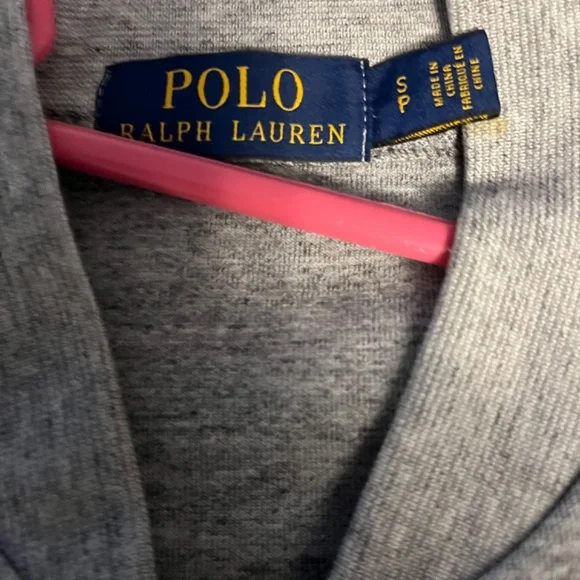 POLO
RALPH LAUREN
S
P
MADE IN
CHINA
FABRIQUÉ EN
CHINE